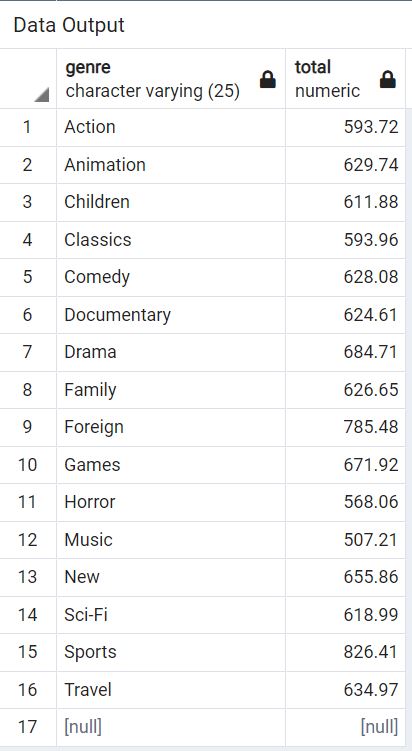 Data Output
genre total
character varying (25) numeric
1 Action 593.72
2 Animation 629.74
3 Children 611.88
4 Classics 593.96
5 Comedy 628.08
6 Documentary 624.61
7 Drama 684.71
8 Family 626.65
9 Foreign 785.48
10 Games 671.92
11 Horror 568.06
12 Music 507.21
13 New 655.86
14 Sci-Fi 618.99
15 Sports 826.41
16 Travel 634.97
17 [null] [null]